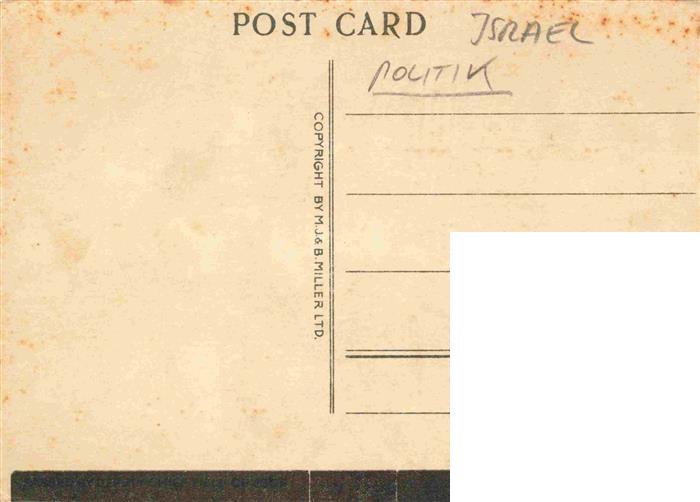 POST CARD
ISRAEL
POLITIK
COPYRIGHT BY M.J.& B. MILLER LTD.